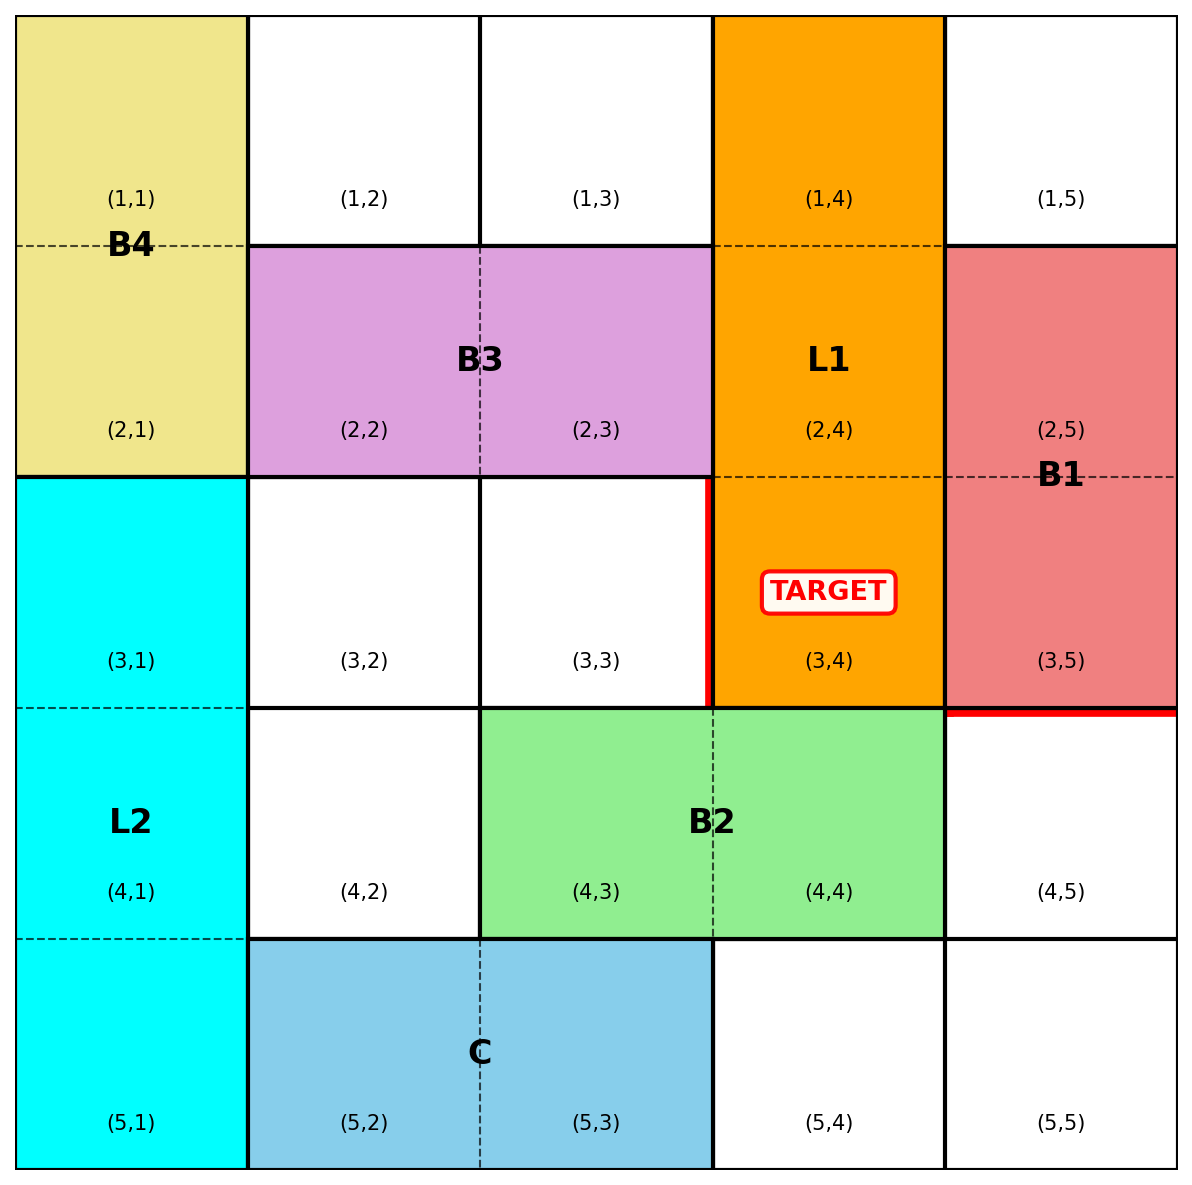 (1,1) (1,2) (1,3) (1,4) (1,5)
B4
B3 L1
(2,1) (2,2) (2,3) (2,4) (2,5)
B1
TARGET
(3,1) (3,2) (3,3) (3,4) (3,5)
L2 B2
(4,1) (4,2) (4,3) (4,4) (4,5)
C
(5,1) (5,2) (5,3) (5,4) (5,5)